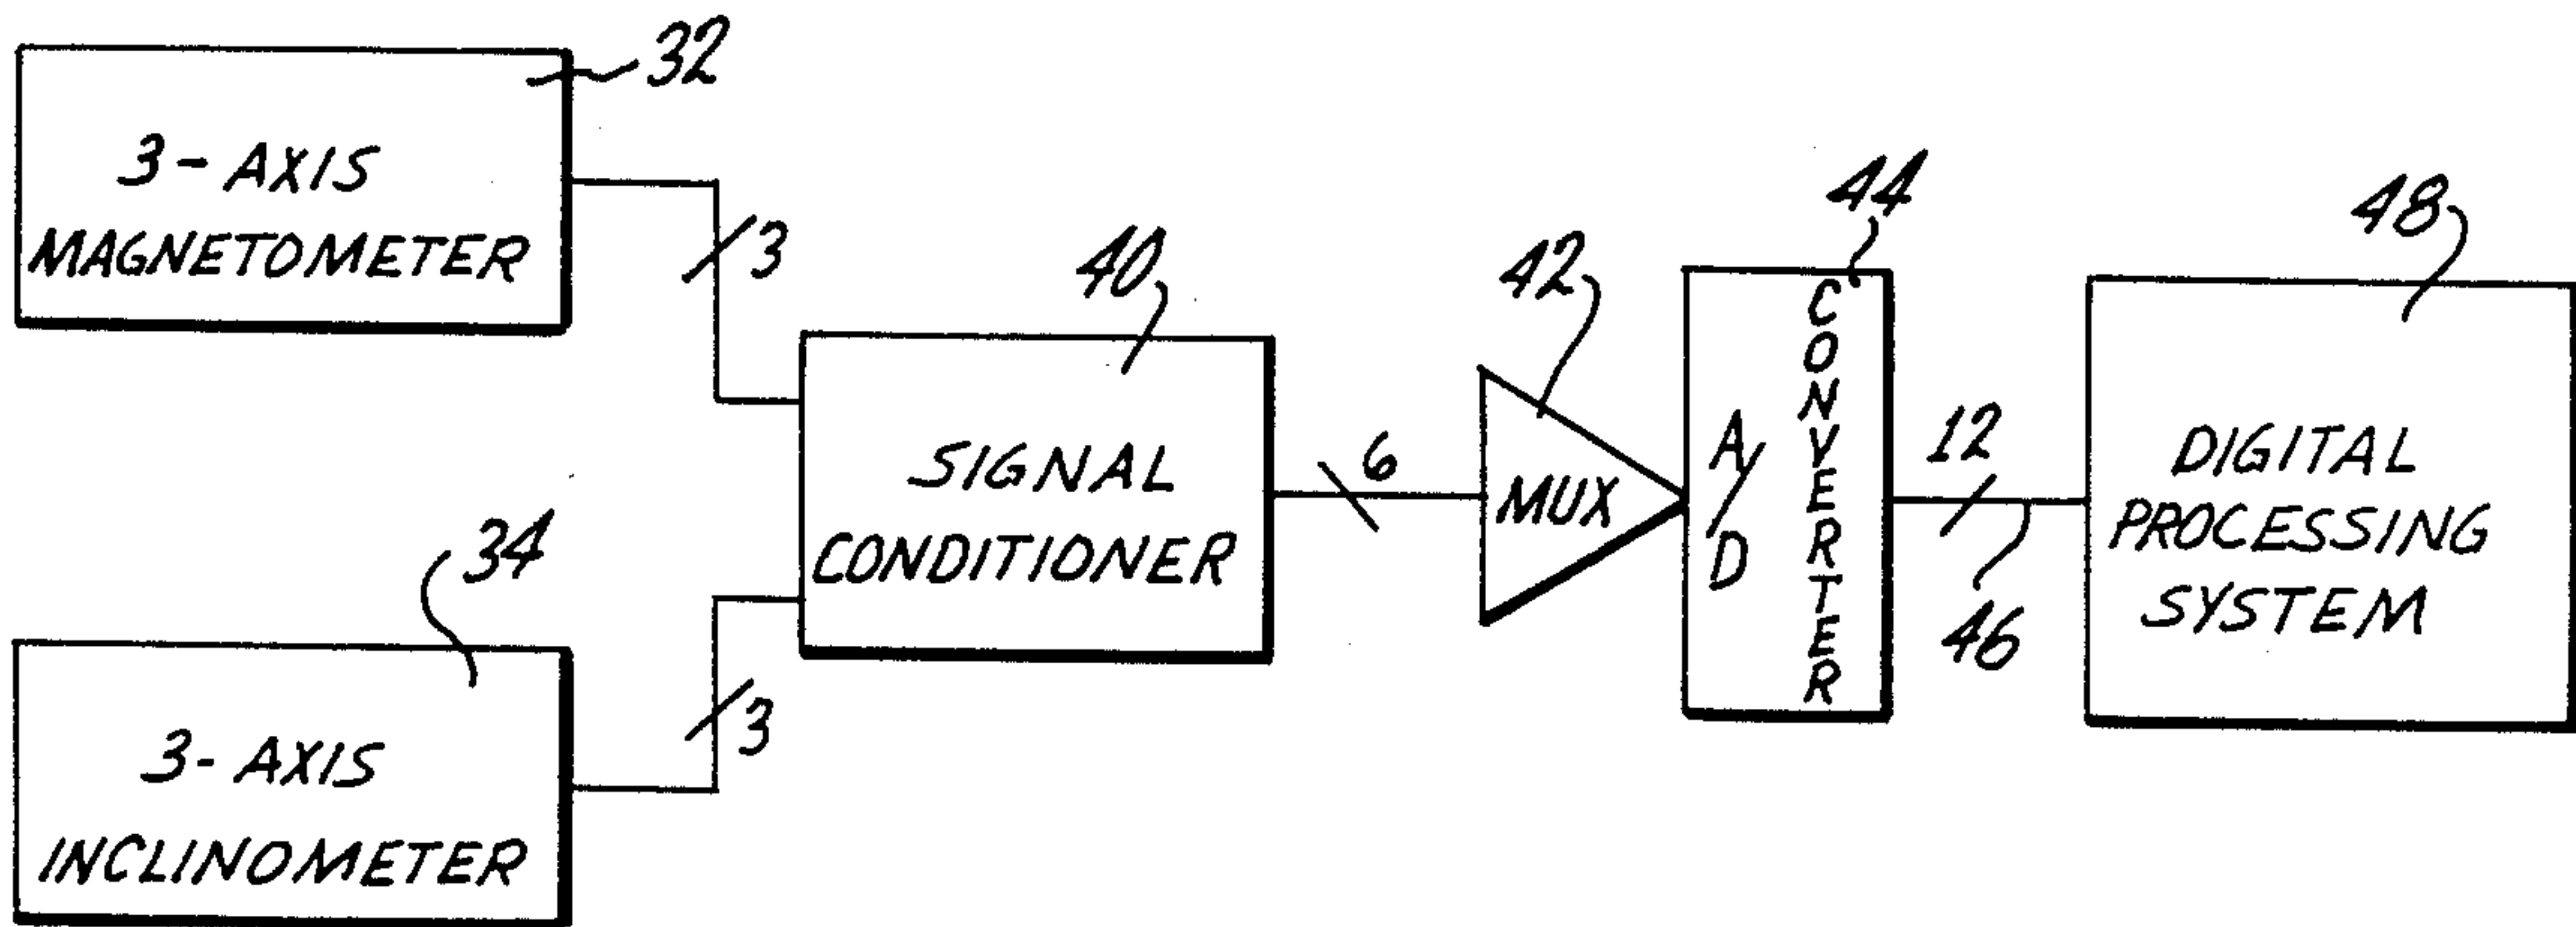 32
3-AXIS
MAGNETOMETER
3
34
3-AXIS
INCLINOMETER
3
40
SIGNAL
CONDITIONER
6
42
MUX
44
A/D
CONVERTER
12
46
48
DIGITAL
PROCESSING
SYSTEM